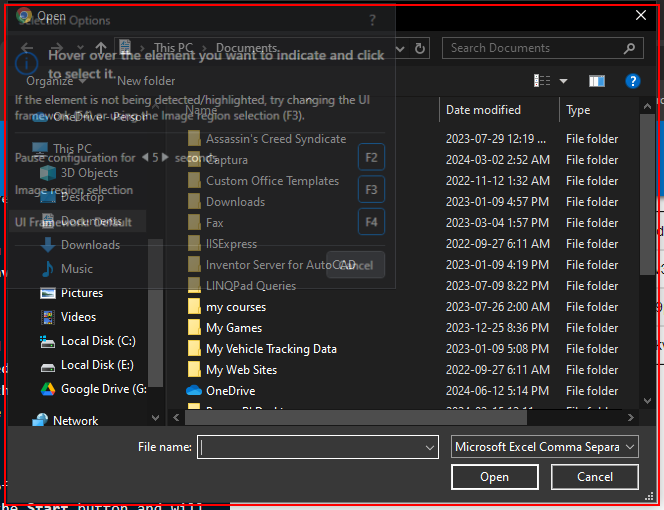 Open
Selection Options
?
This PC
Documents
Search Documents
Hover over the element you want to indicate and click
to select it.
Organize
New folder
If the element is not being detected/highlighted, try changing the UI
framework (F4) or using the Image region selection (F3).
Name
Date modified
Type
OneDrive - Person
Assassin's Creed Syndicate
2023-07-29 12:19 ...
File folder
This PC
Pause configuration for
5
seconds
F2
Captura
2024-03-02 2:52 AM
File folder
3D Objects
Custom Office Templates
2022-11-12 1:32 AM
File folder
Image region selection
F3
Desktop
Downloads
2023-01-09 4:57 PM
File folder
UI Framework: Default
F4
Documents
Fax
2023-03-04 1:57 PM
File folder
Downloads
IISExpress
2022-09-27 6:11 AM
File folder
Music
Inventor Server for AutoCAD
2023-01-09 4:19 PM
File folder
Cancel
LINQPad Queries
2023-07-09 8:22 PM
File folder
Pictures
my courses
2023-07-26 2:00 AM
File folder
Videos
My Games
2023-12-25 8:36 PM
File folder
Local Disk (C:)
My Vehicle Tracking Data
2023-01-09 5:08 PM
File folder
Local Disk (E:)
My Web Sites
2022-09-27 6:11 AM
File folder
Google Drive (G:
OneDrive
2024-06-12 5:14 PM
File folder
Network
File name:
Microsoft Excel Comma Separa
Open
Cancel
he Start button and will